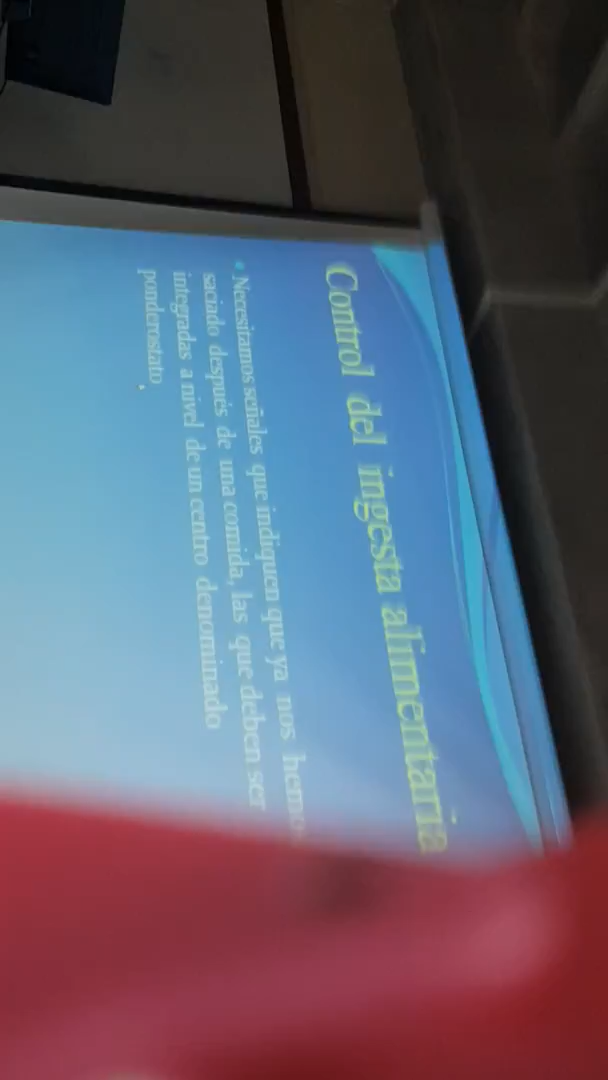 Control del ingesta alimentaria
Necesitamos señales que indiquen que ya nos hemos
saciado después de una comida, las que deben ser
integradas a nivel de un centro denominado
ponderostato,